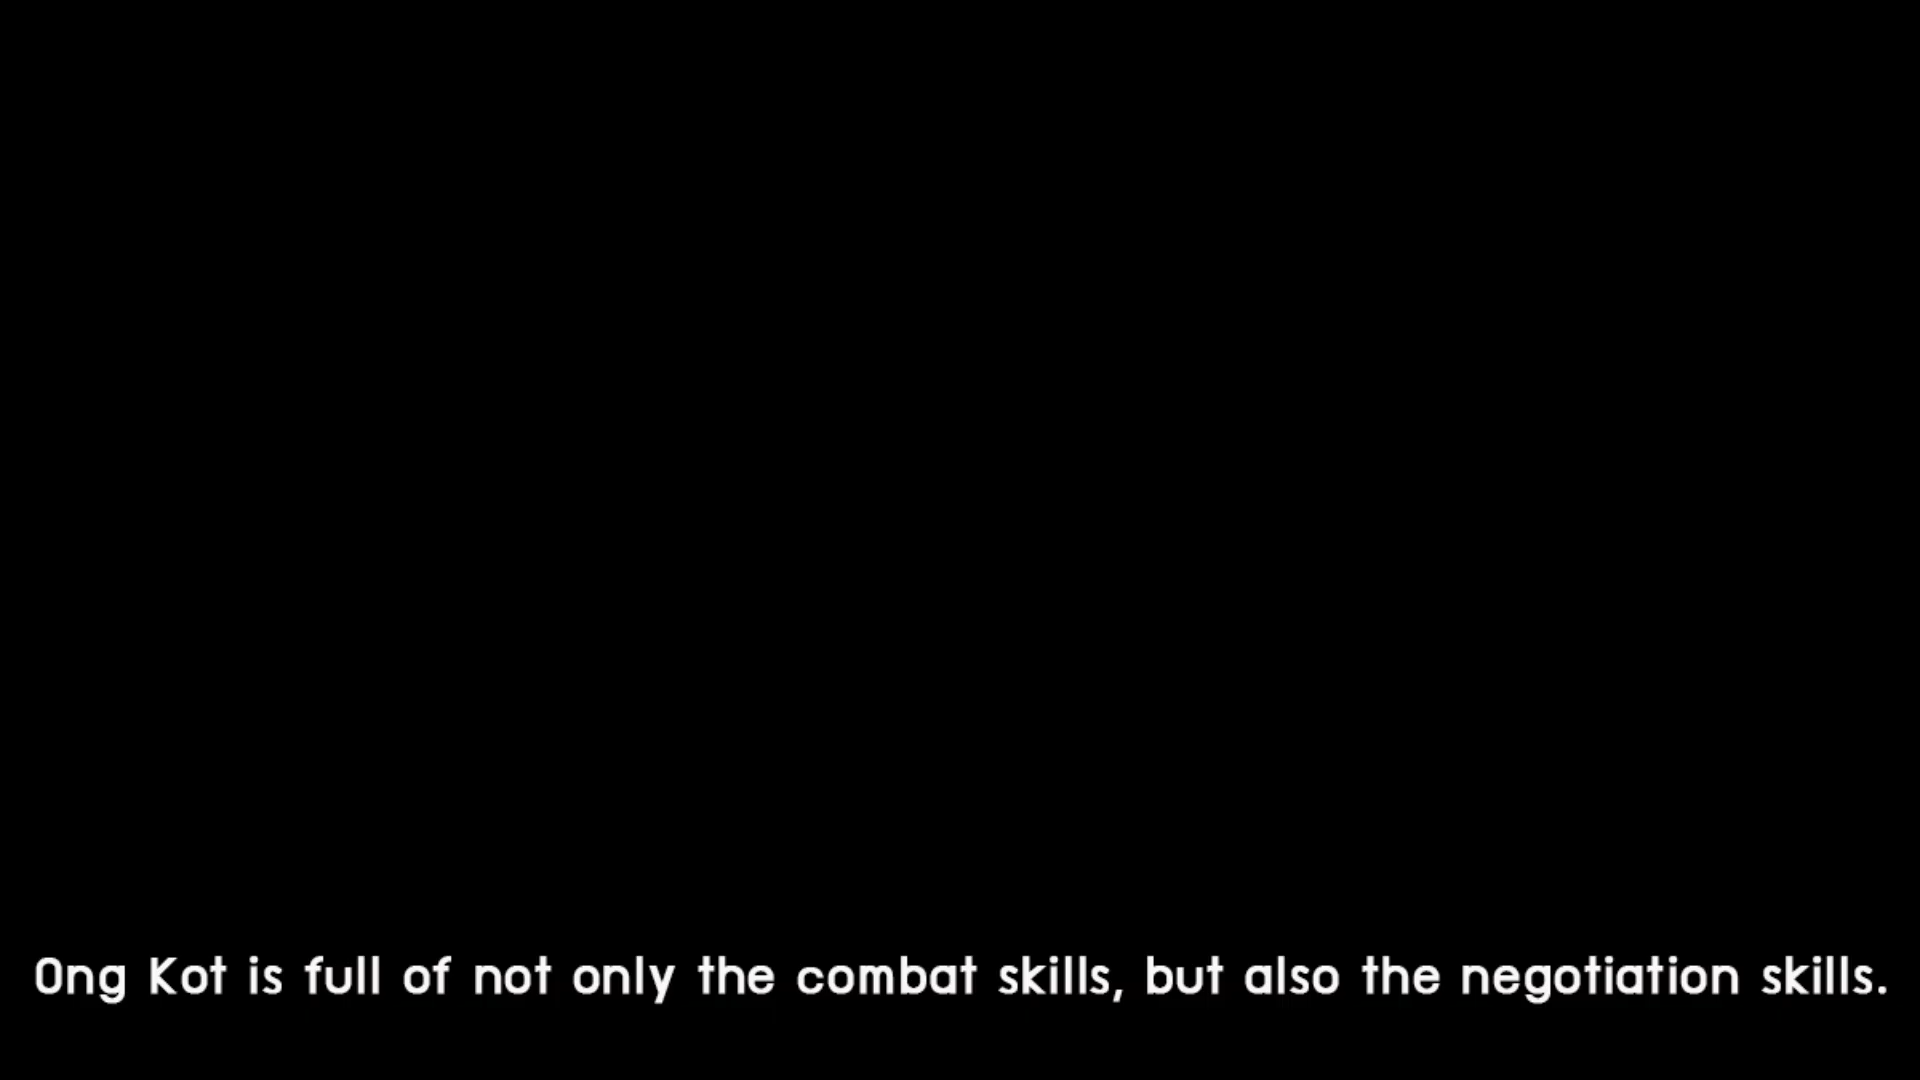 Ong Kot is full of not only the combat skills, but also the negotiation skills.